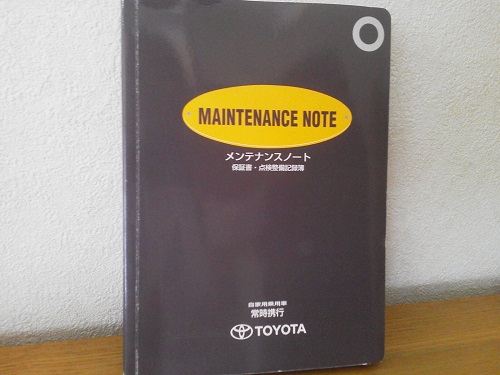 MAINTENANCE NOTE
メンテナンスノート
保証書・点検整備記録簿
自家用乗用車
常時携行
TOYOTA